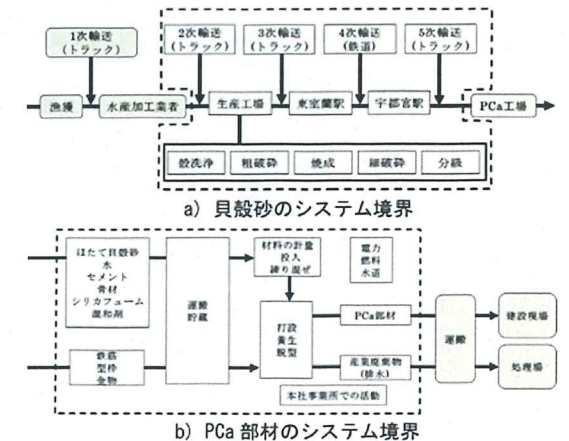 1次輸送
(トラック)
2次輸送
(トラック)
3次輸送
(トラック)
4次輸送
(鉄道)
5次輸送
(トラック)
漁獲
水産加工業者
生産工場
東室蘭駅
宇都宮駅
PCa工場
殻洗浄
粗破砕
焼成
細破砕
分級
a) 貝殻砂のシステム境界
ほたて貝殻砂
水
セメント
骨材
シリカフューム
混和剤
鉄筋
型枠
金物
運搬
貯蔵
材料の計量
投入
練り混ぜ
電力
燃料
水道
打設
養生
脱型
PCa部材
産業廃棄物
(排水)
本社事業所での活動
運搬
建設現場
処理場
b) PCa 部材のシステム境界